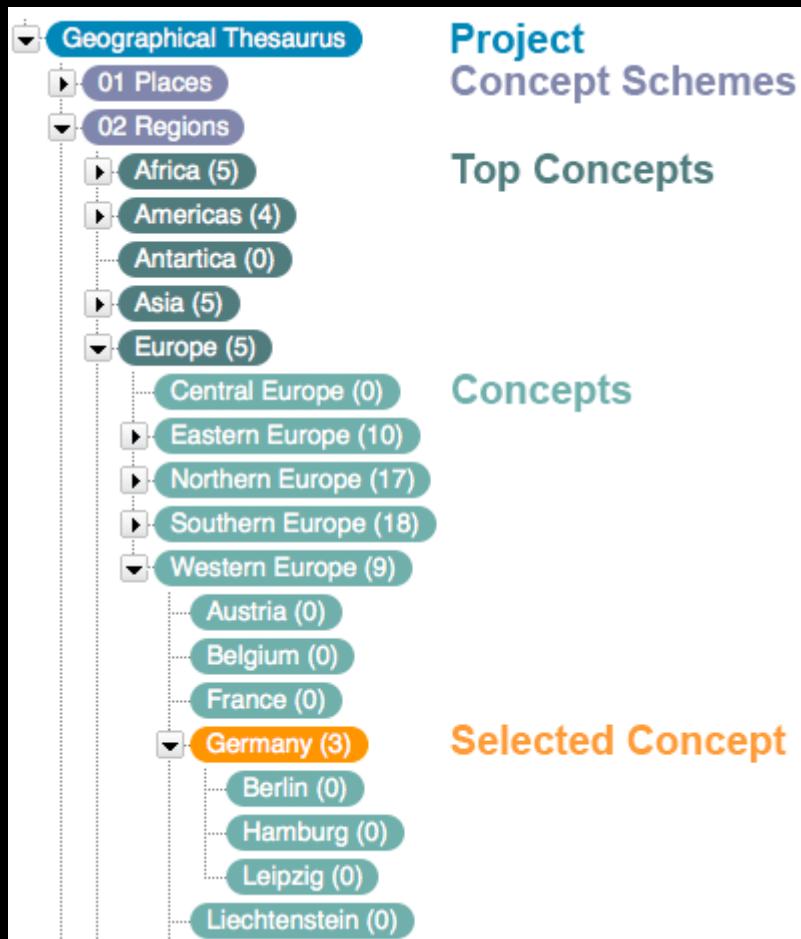 Geographical Thesaurus Project
01 Places Concept Schemes
02 Regions
Africa (5) Top Concepts
Americas (4)
Antartica (0)
Asia (5)
Europe (5)
Central Europe (0) Concepts
Eastern Europe (10)
Northern Europe (17)
Southern Europe (18)
Western Europe (9)
Austria (0)
Belgium (0)
France (0)
Germany (3) Selected Concept
Berlin (0)
Hamburg (0)
Leipzig (0)
Liechtenstein (0)